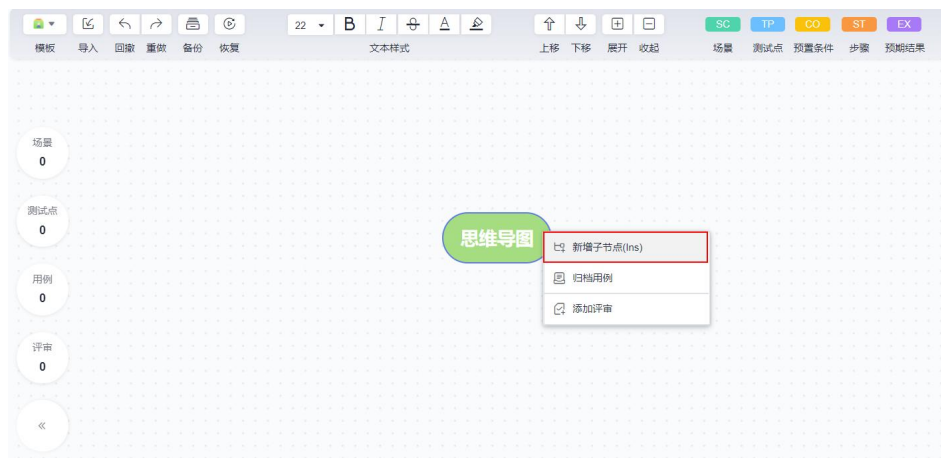 22 B I A SC TP CO ST EX
模板 导入 回撤 重做 备份 恢复 文本样式 上移 下移 展开 收起 场景 测试点 预置条件 步骤 预期结果
场景
0
测试点
0
用例
0
评审
0
«
思维导图
新增子节点(Ins)
归档用例
添加评审